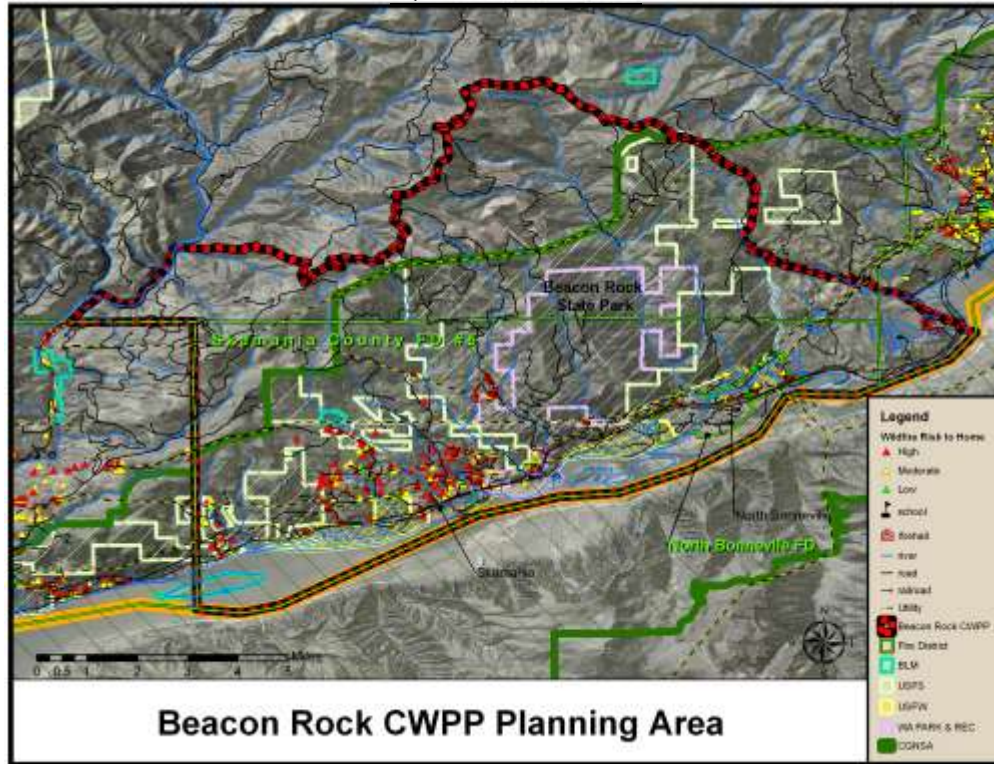 Beacon Rock
State Park
Skamania County FD #5
North Bonneville
North Bonneville FD
Skamania
N
Miles
0 0.5 1 2 3 4 5
Legend
Wildfire Risk to Home
High
Moderate
Low
school
firehall
river
road
railroad
Utility
Beacon Rock CWPP
Fire District
BLM
USFS
USFW
WA PARK & REC
CGNSA
Beacon Rock CWPP Planning Area